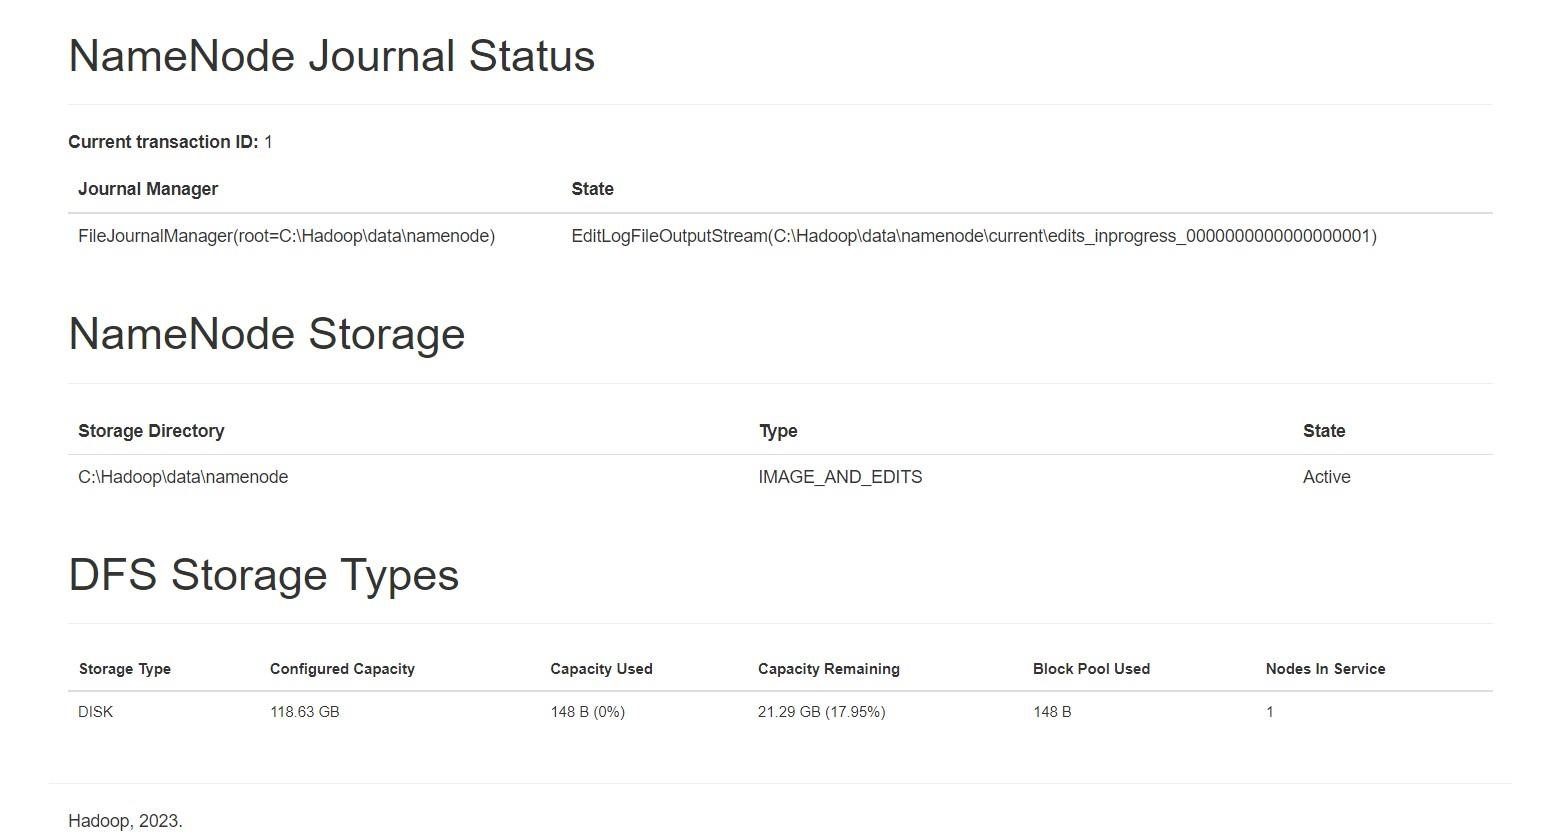 NameNode Journal Status
Current transaction ID: 1
Journal Manager State
FileJournalManager(root=C:\Hadoop\data\namenode) EditLogFileOutputStream(C:\Hadoop\data\namenode\current\edits_inprogress_0000000000000000001)
NameNode Storage
Storage Directory Type State
C:\Hadoop\data\namenode IMAGE_AND_EDITS Active
DFS Storage Types
Storage Type Configured Capacity Capacity Used Capacity Remaining Block Pool Used Nodes In Service
DISK 118.63 GB 148 B (0%) 21.29 GB (17.95%) 148 B 1
Hadoop, 2023.